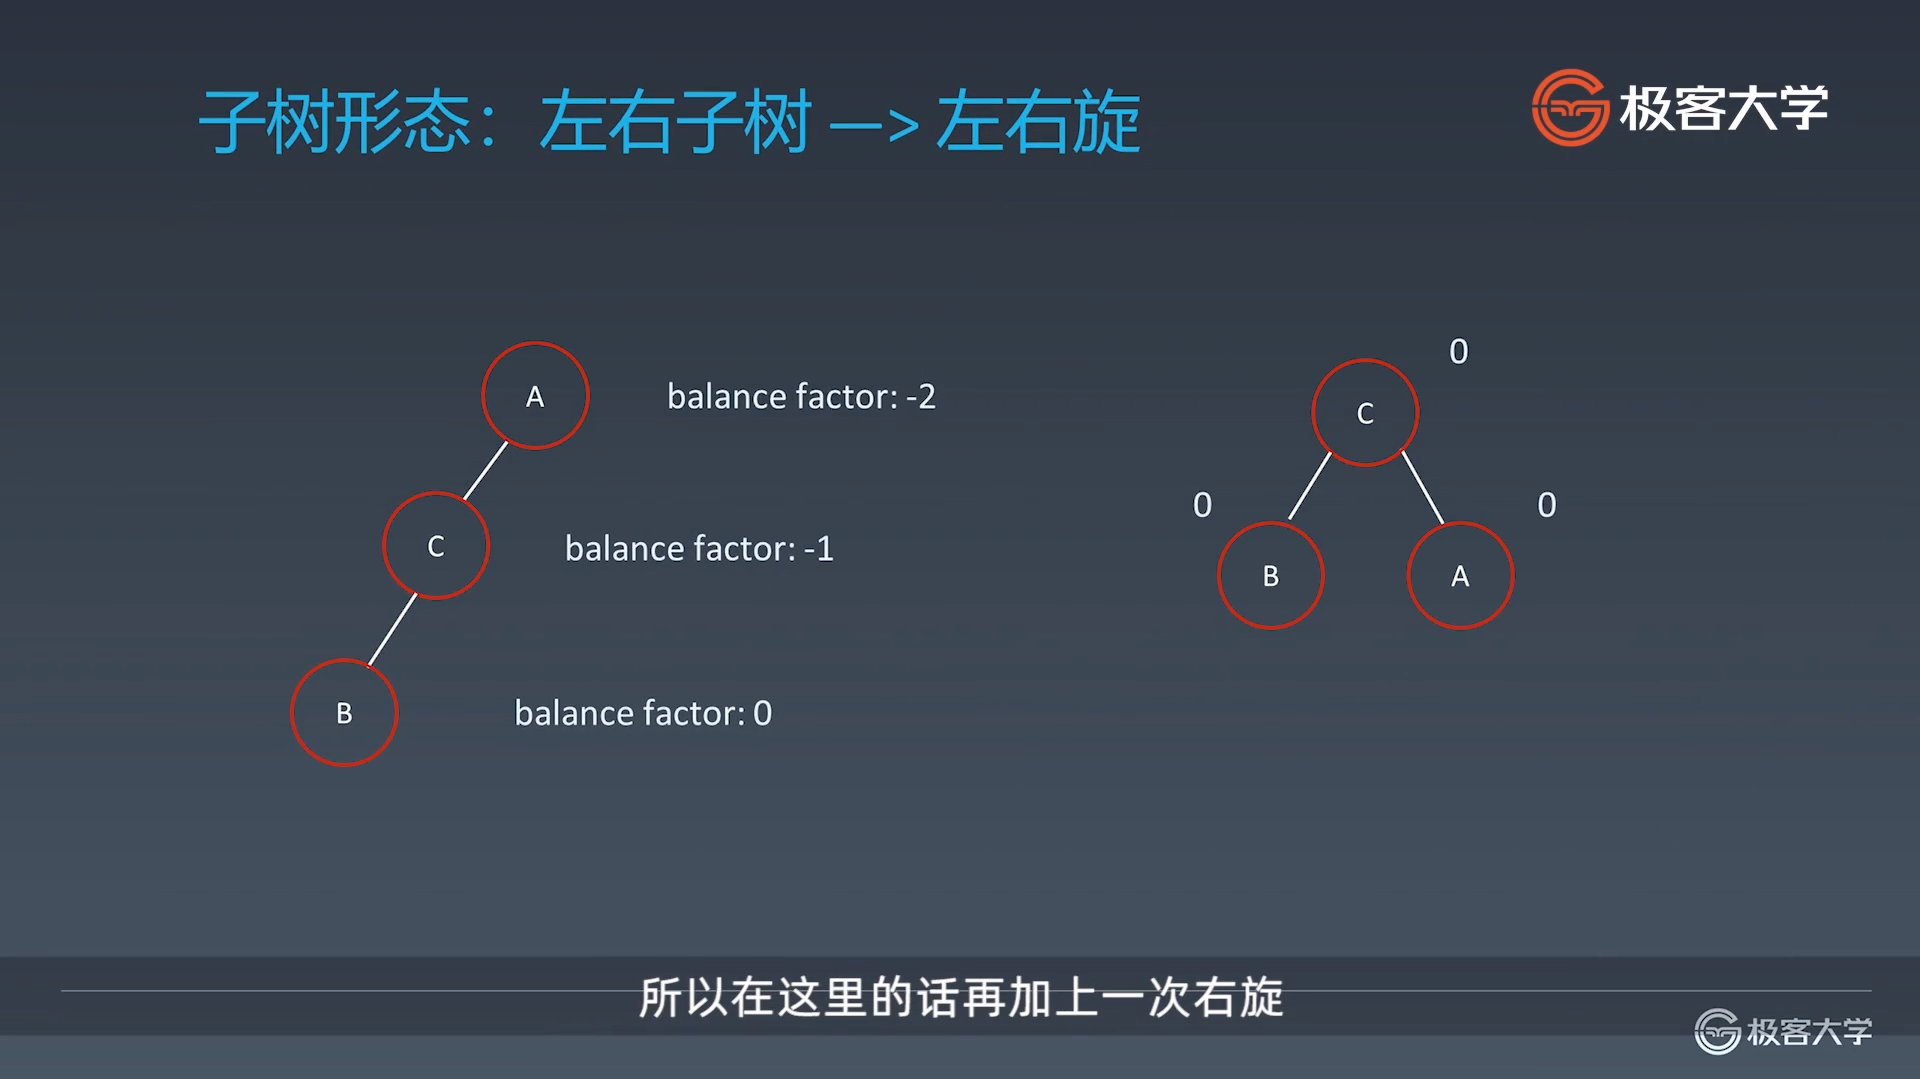 子树形态：左右子树 —> 左右旋
极客大学
A
balance factor: -2
C
balance factor: -1
B
balance factor: 0
0
C
0
0
B
A
所以在这里的话再加上一次右旋
极客大学